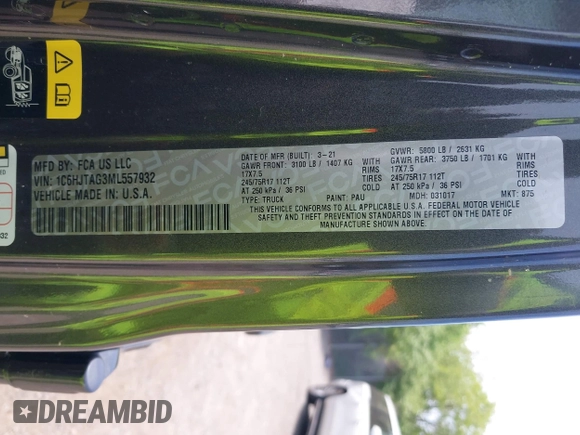 MFD BY: FCA US LLC
VIN: 1C6HJTAG3ML557932
VEHICLE MADE IN: U.S.A.
DATE OF MFR (BUILT): 3-21
GAWR FRONT: 3100 LB / 1407 KG
17X7.5
245/75R17 112T
AT 250 kPa / 36 PSI
TYPE: TRUCK
WITH
RIMS
TIRES
COLD
PAINT: PAU
MDH: 031017
GVWR: 5800 LB / 2631 KG
GAWR REAR: 3750 LB / 1701 KG
17X7.5
245/75R17 112T
AT 250 kPa / 36 PSI
WITH
RIMS
TIRES
COLD
MKT: 875
THIS VEHICLE CONFORMS TO ALL APPLICABLE U.S.A. FEDERAL MOTOR VEHICLE
SAFETY, BUMPER, AND THEFT PREVENTION STANDARDS IN EFFECT ON THE DATE OF
MANUFACTURE SHOWN ABOVE.
932
DREAMBID